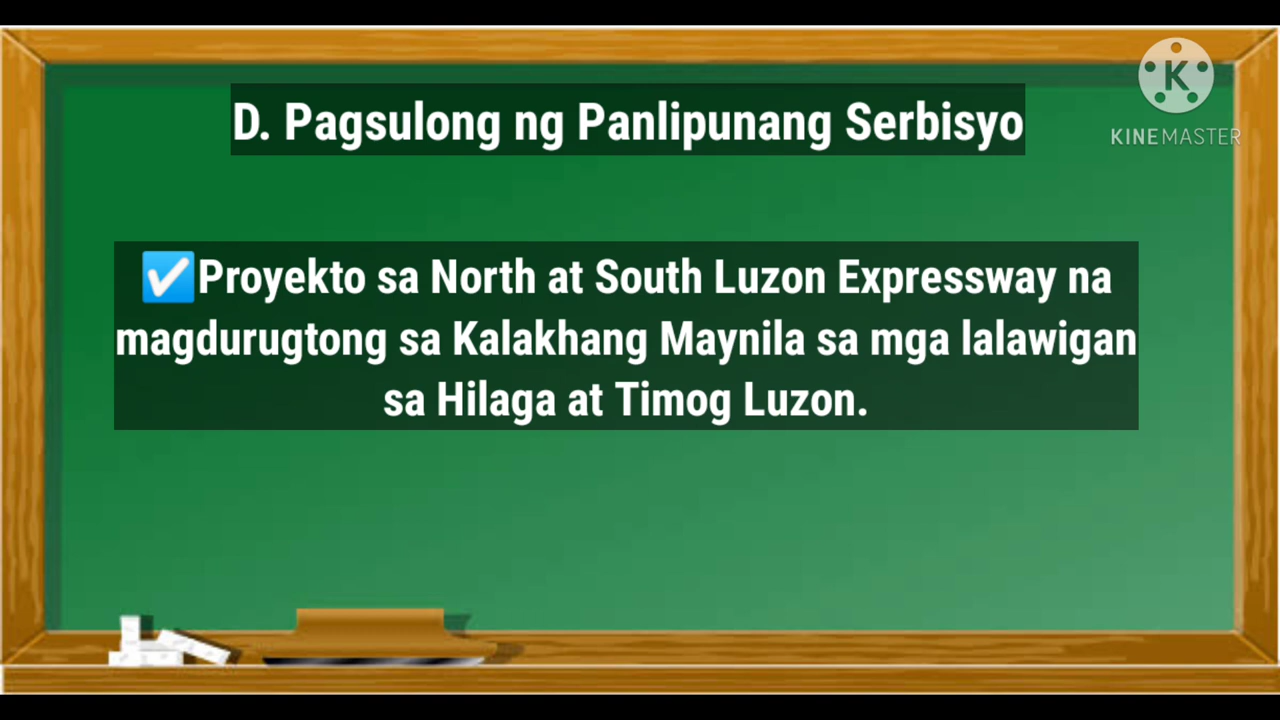 K
KINEMASTER
D. Pagsulong ng Panlipunang Serbisyo
✅Proyekto sa North at South Luzon Expressway na
magdurugtong sa Kalakhang Maynila sa mga lalawigan
sa Hilaga at Timog Luzon.